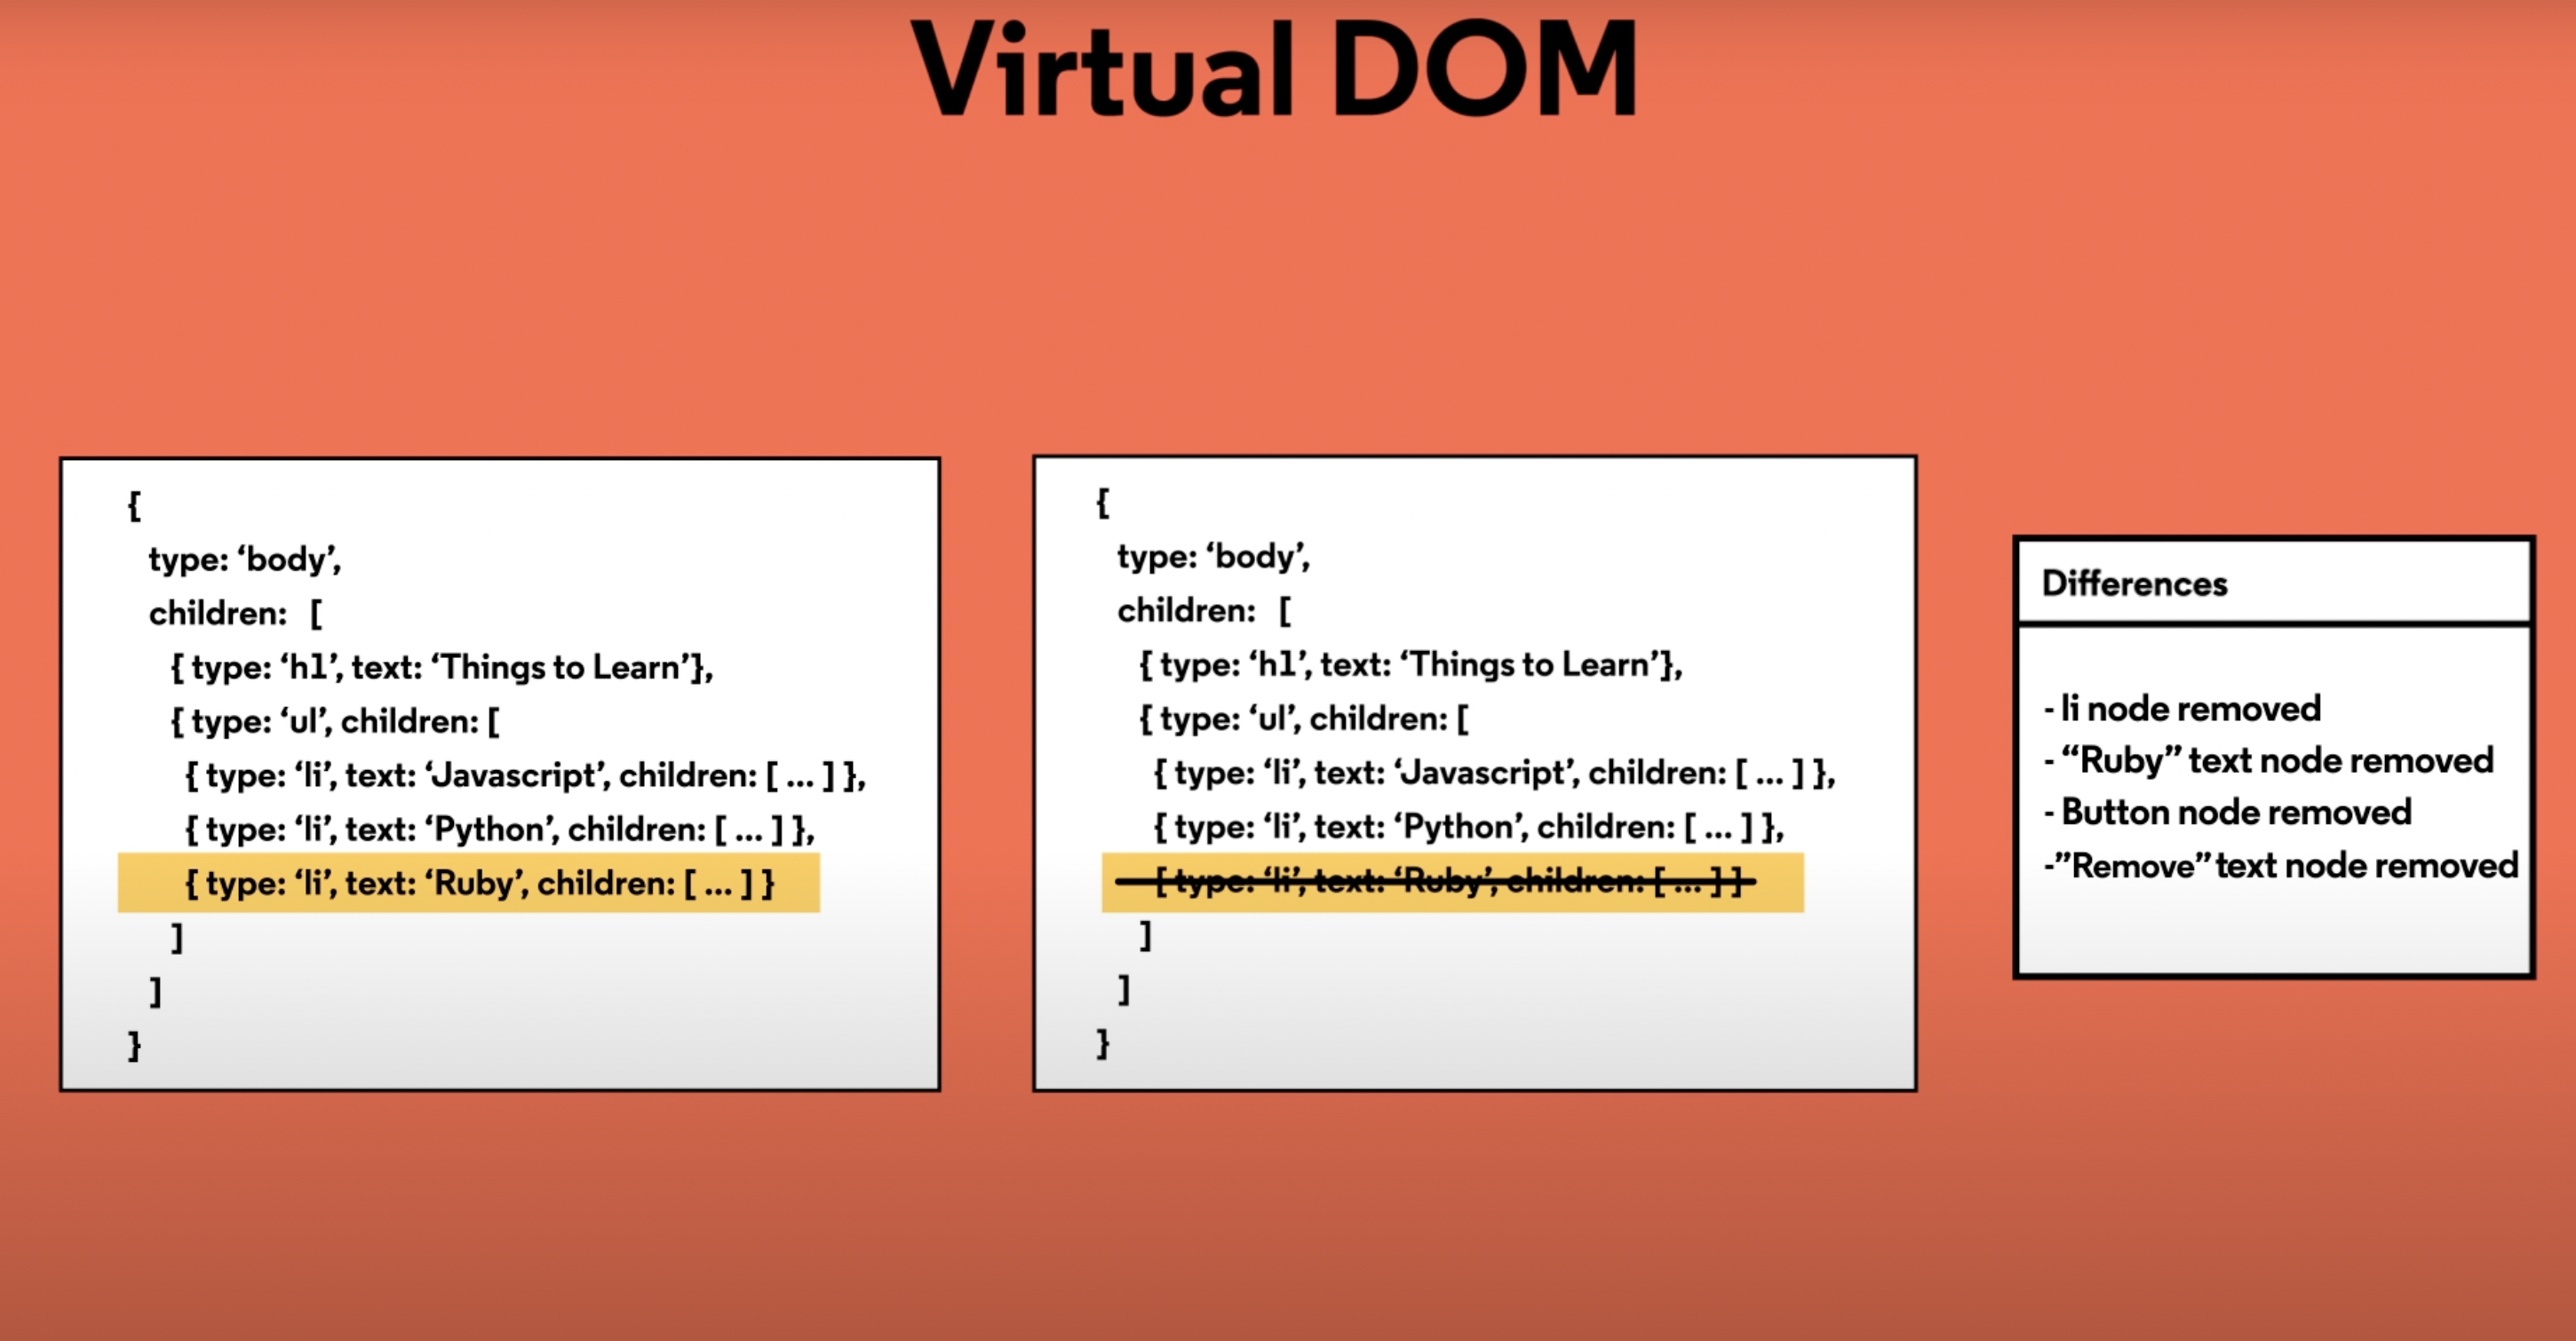 Virtual DOM
{
type: ‘body’,
children: [
{ type: ‘h1’, text: ‘Things to Learn’},
{ type: ‘ul’, children: [
{ type: ‘li’, text: ‘Javascript’, children: [ ... ] },
{ type: ‘li’, text: ‘Python’, children: [ ... ] },
{ type: ‘li’, text: ‘Ruby’, children: [ ... ] }
]
]
}
{
type: ‘body’,
children: [
{ type: ‘h1’, text: ‘Things to Learn’},
{ type: ‘ul’, children: [
{ type: ‘li’, text: ‘Javascript’, children: [ ... ] },
{ type: ‘li’, text: ‘Python’, children: [ ... ] },
{ type: ‘li’, text: ‘Ruby’, children: [ ... ] }
]
]
}
Differences
- li node removed
- “Ruby” text node removed
- Button node removed
-”Remove” text node removed